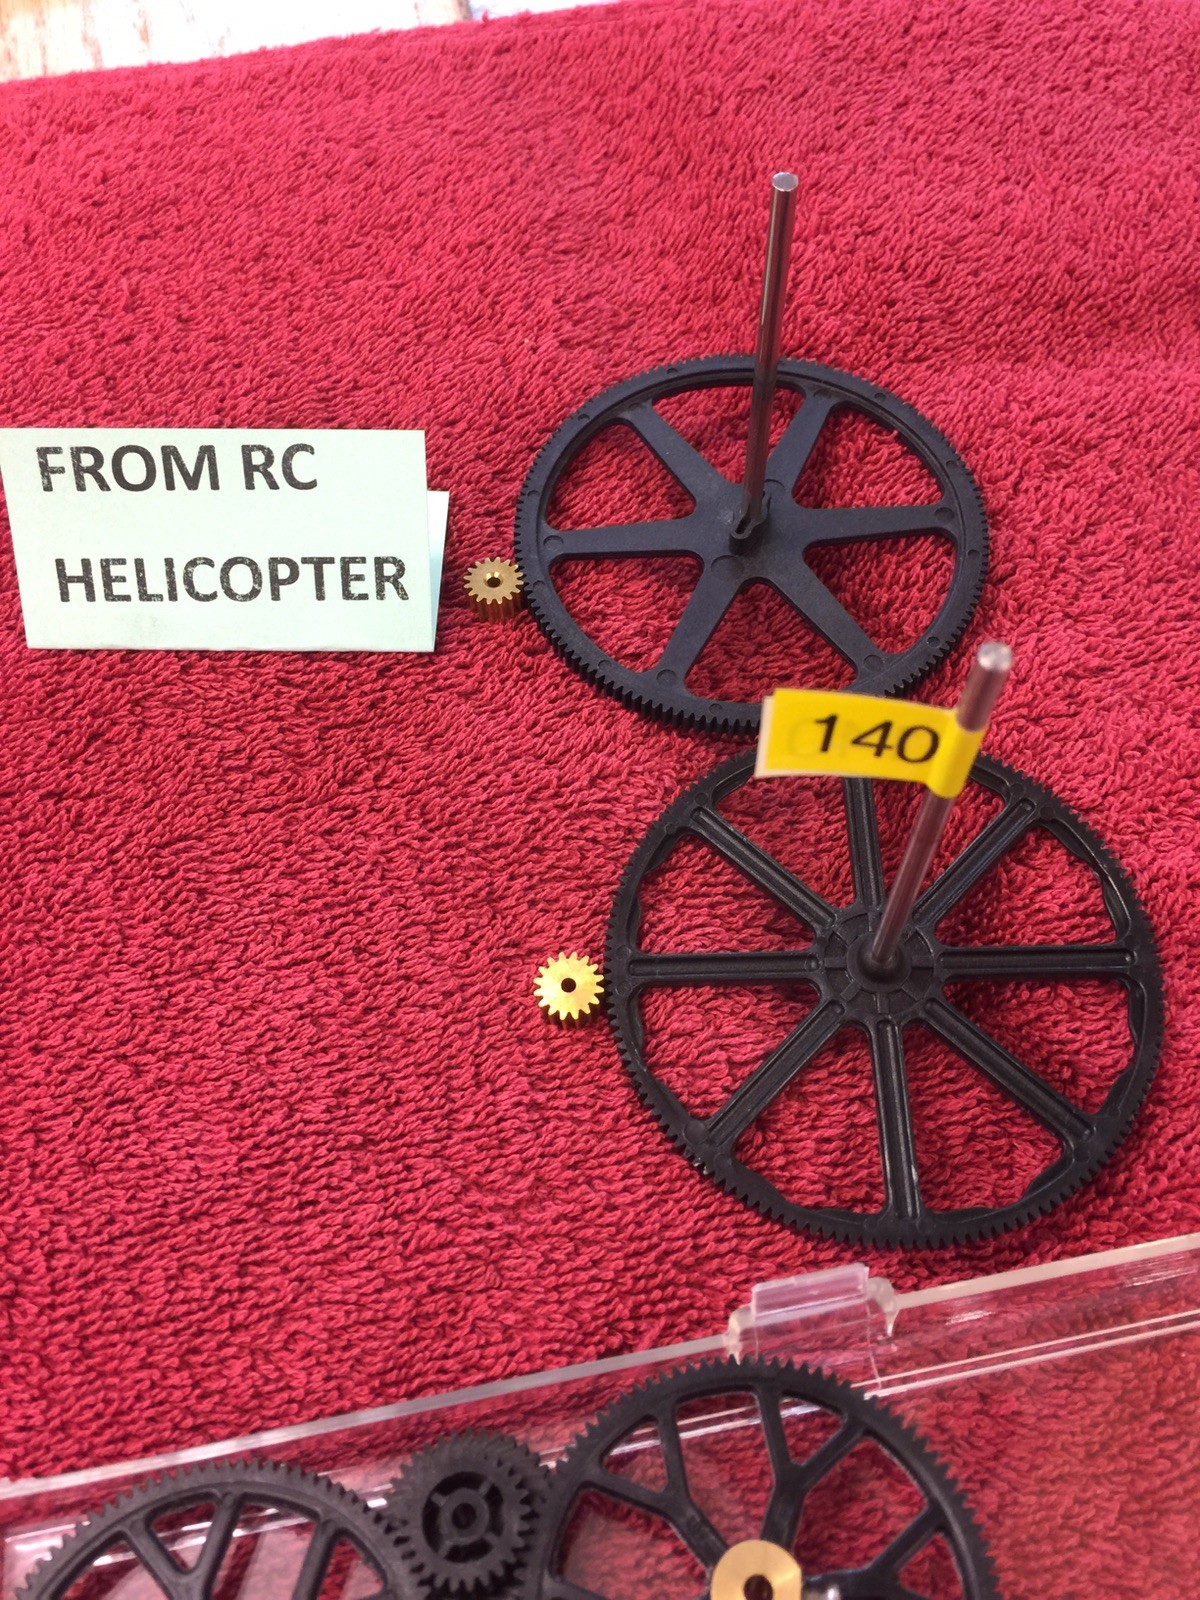 FROM RC
HELICOPTER
140